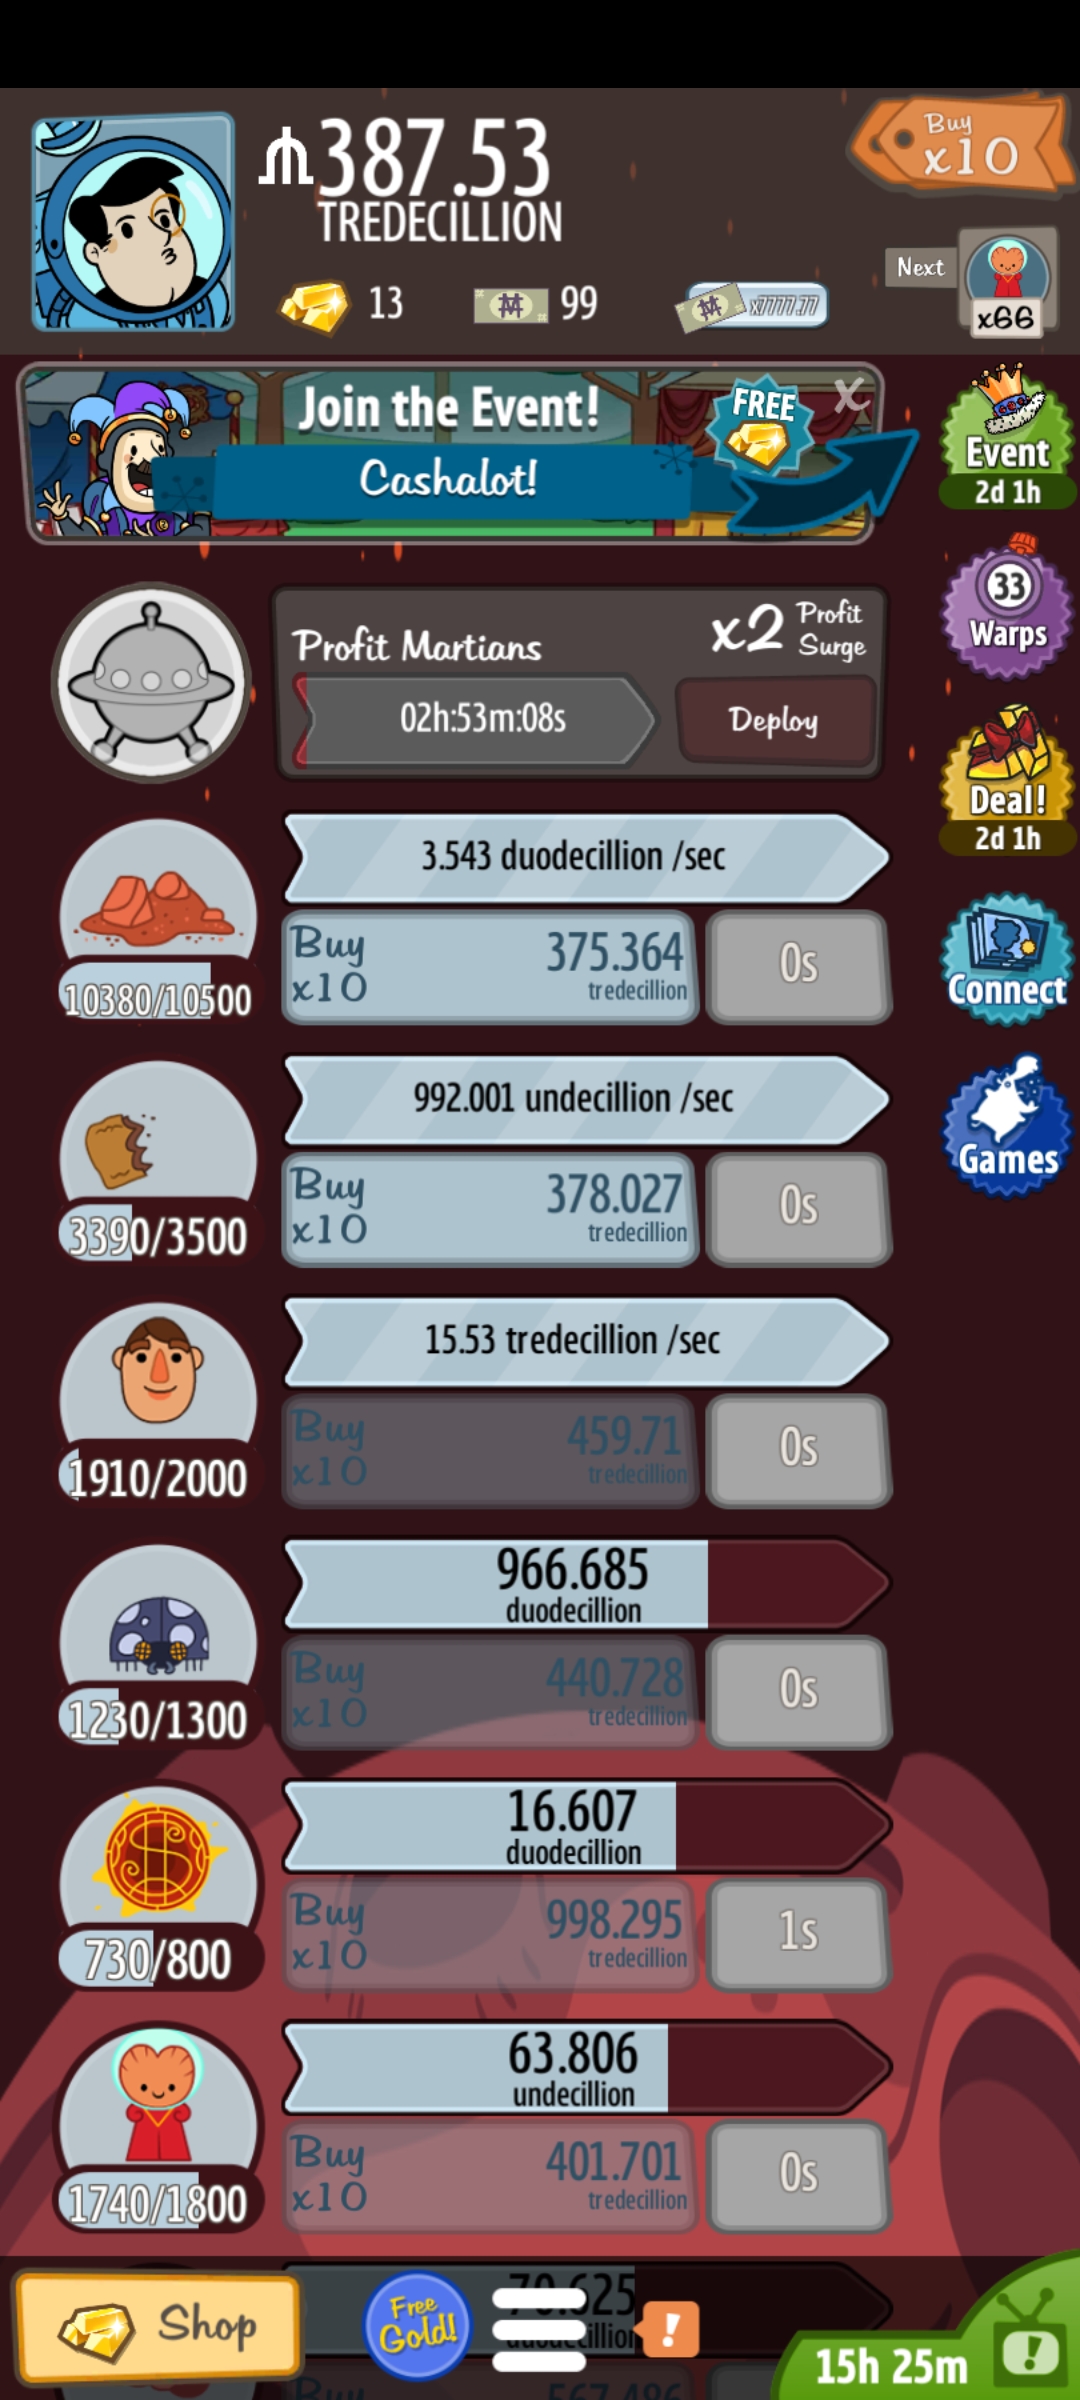 387.53
Buy
x10
TREDECILLION
Next
13
99
x7777.77
x66
Join the Event!
FREE
X
Cashalot!
Event
2d 1h
33
Warps
Profit Martians
x2 Profit
Surge
02h:53m:08s
Deploy
Deal!
2d 1h
3.543 duodecillion /sec
Buy
x10
375.364
tredecillion
0s
10380/10500
Connect
992.001 undecillion /sec
Games
Buy
x10
378.027
tredecillion
0s
3390/3500
15.53 tredecillion /sec
Buy
x10
459.71
tredecillion
0s
1910/2000
966.685
duodecillion
Buy
x10
440.728
tredecillion
0s
1230/1300
16.607
duodecillion
Buy
x10
998.295
tredecillion
1s
730/800
63.806
undecillion
Buy
x10
401.701
tredecillion
0s
1740/1800
Shop
Free
Gold!
!
15h 25m
!
Buy